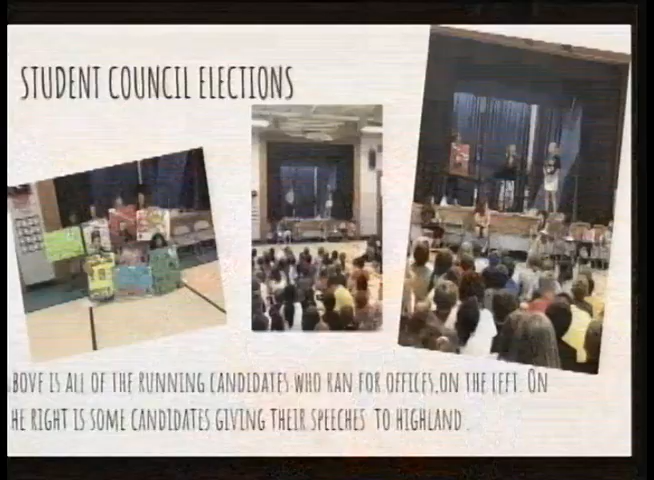 STUDENT COUNCIL ELECTIONS
BOVE IS ALL OF THE RUNNING CANDIDATES WHO RAN FOR OFFICES,ON THE LEFT. ON
HE RIGHT IS SOME CANDIDATES GIVING THEIR SPEECHES TO HIGHLAND.